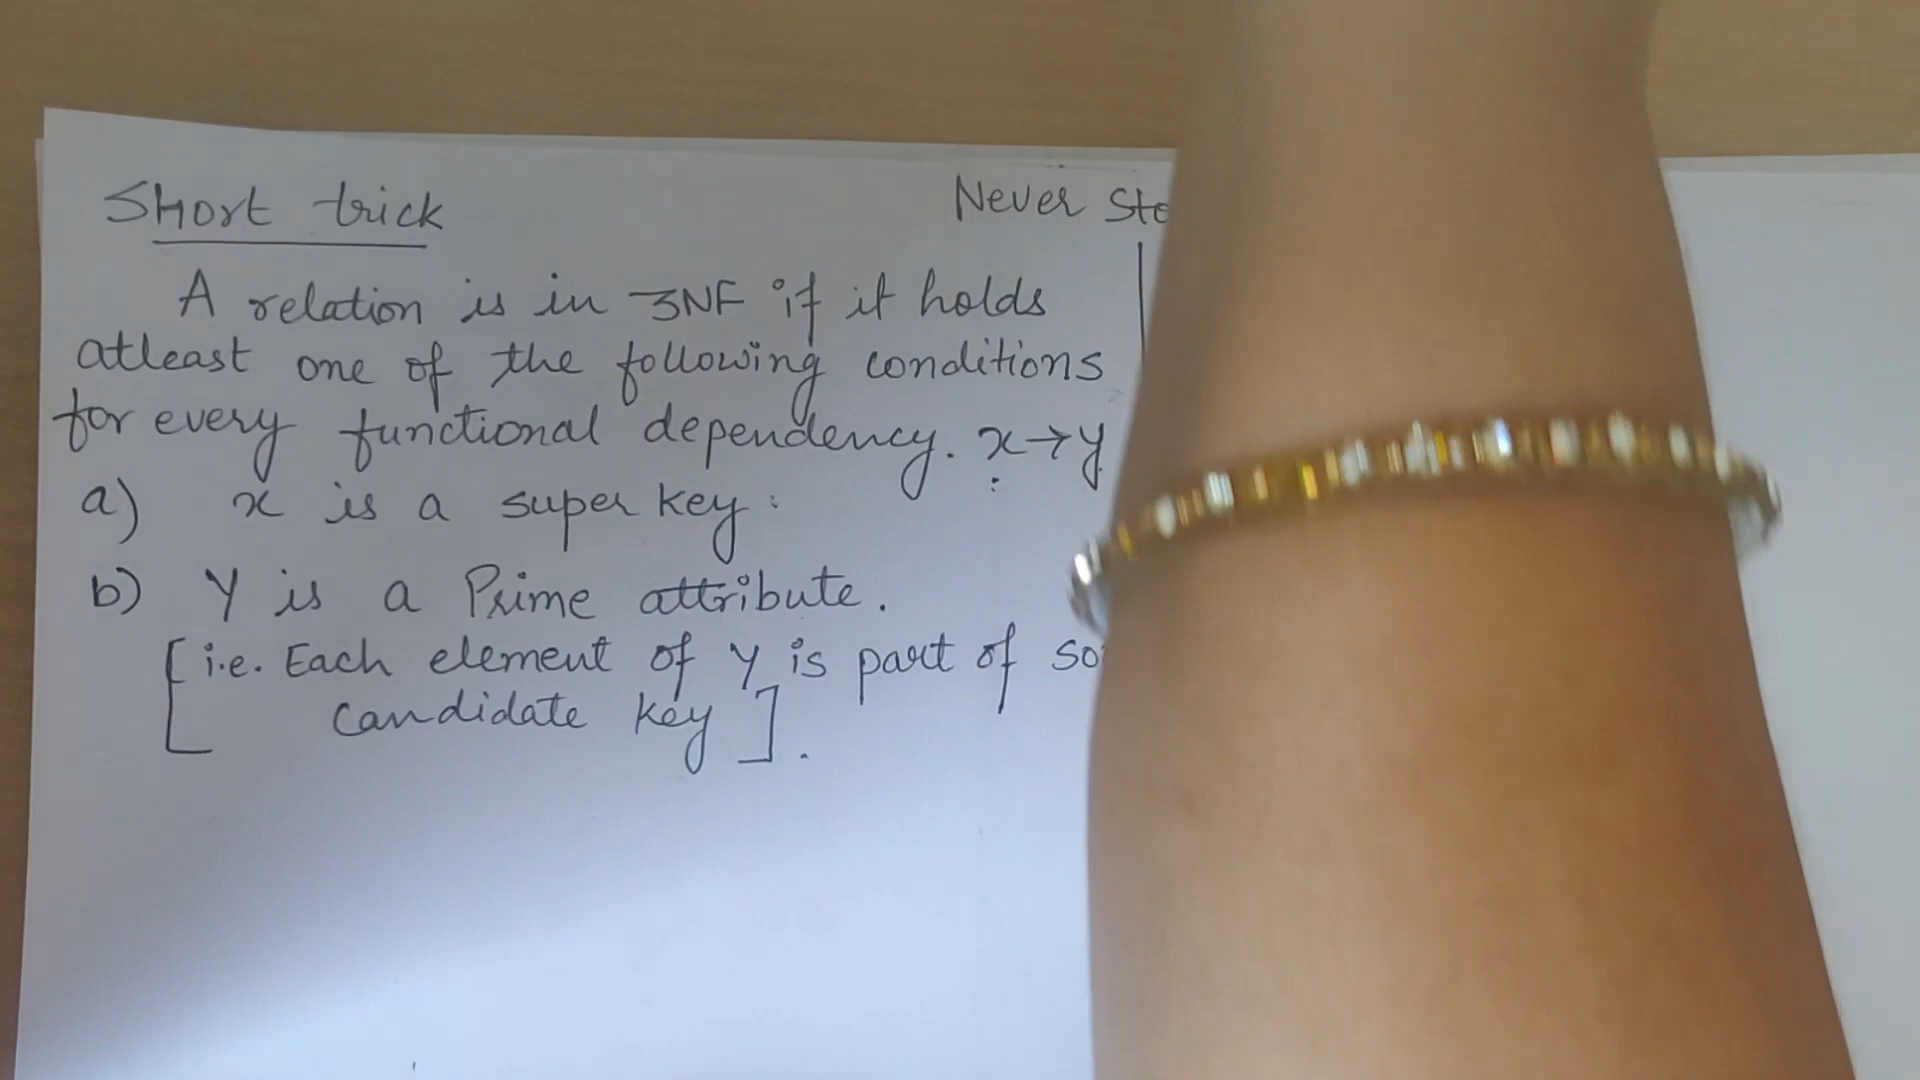 Short trick
Never
A relation is in 3NF if it holds
atleast one of the following conditions
for every functional dependency. x→y
a) x is a super key.
b) Y is a Prime attribute.
[i.e. Each element of y is part of
candidate key].